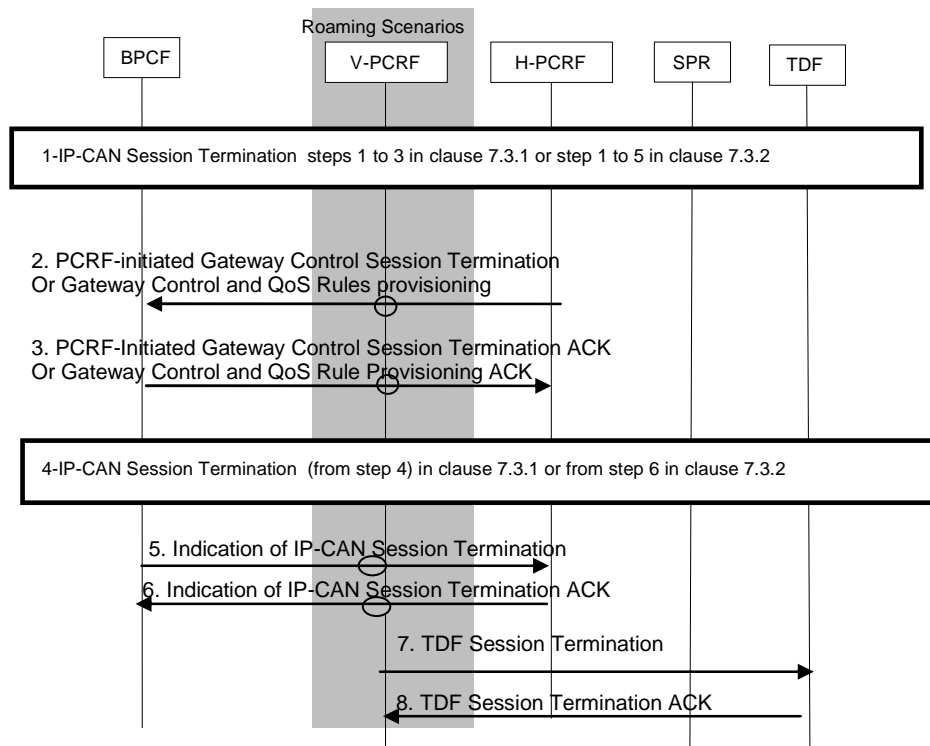 Roaming Scenarios
BPCF
V-PCRF
H-PCRF
SPR
TDF
1-IP-CAN Session Termination steps 1 to 3 in clause 7.3.1 or step 1 to 5 in clause 7.3.2
2. PCRF-initiated Gateway Control Session Termination
Or Gateway Control and QoS Rules provisioning
3. PCRF-Initiated Gateway Control Session Termination ACK
Or Gateway Control and QoS Rule Provisioning ACK
4-IP-CAN Session Termination (from step 4) in clause 7.3.1 or from step 6 in clause 7.3.2
5. Indication of IP-CAN Session Termination
6. Indication of IP-CAN Session Termination ACK
7. TDF Session Termination
8. TDF Session Termination ACK